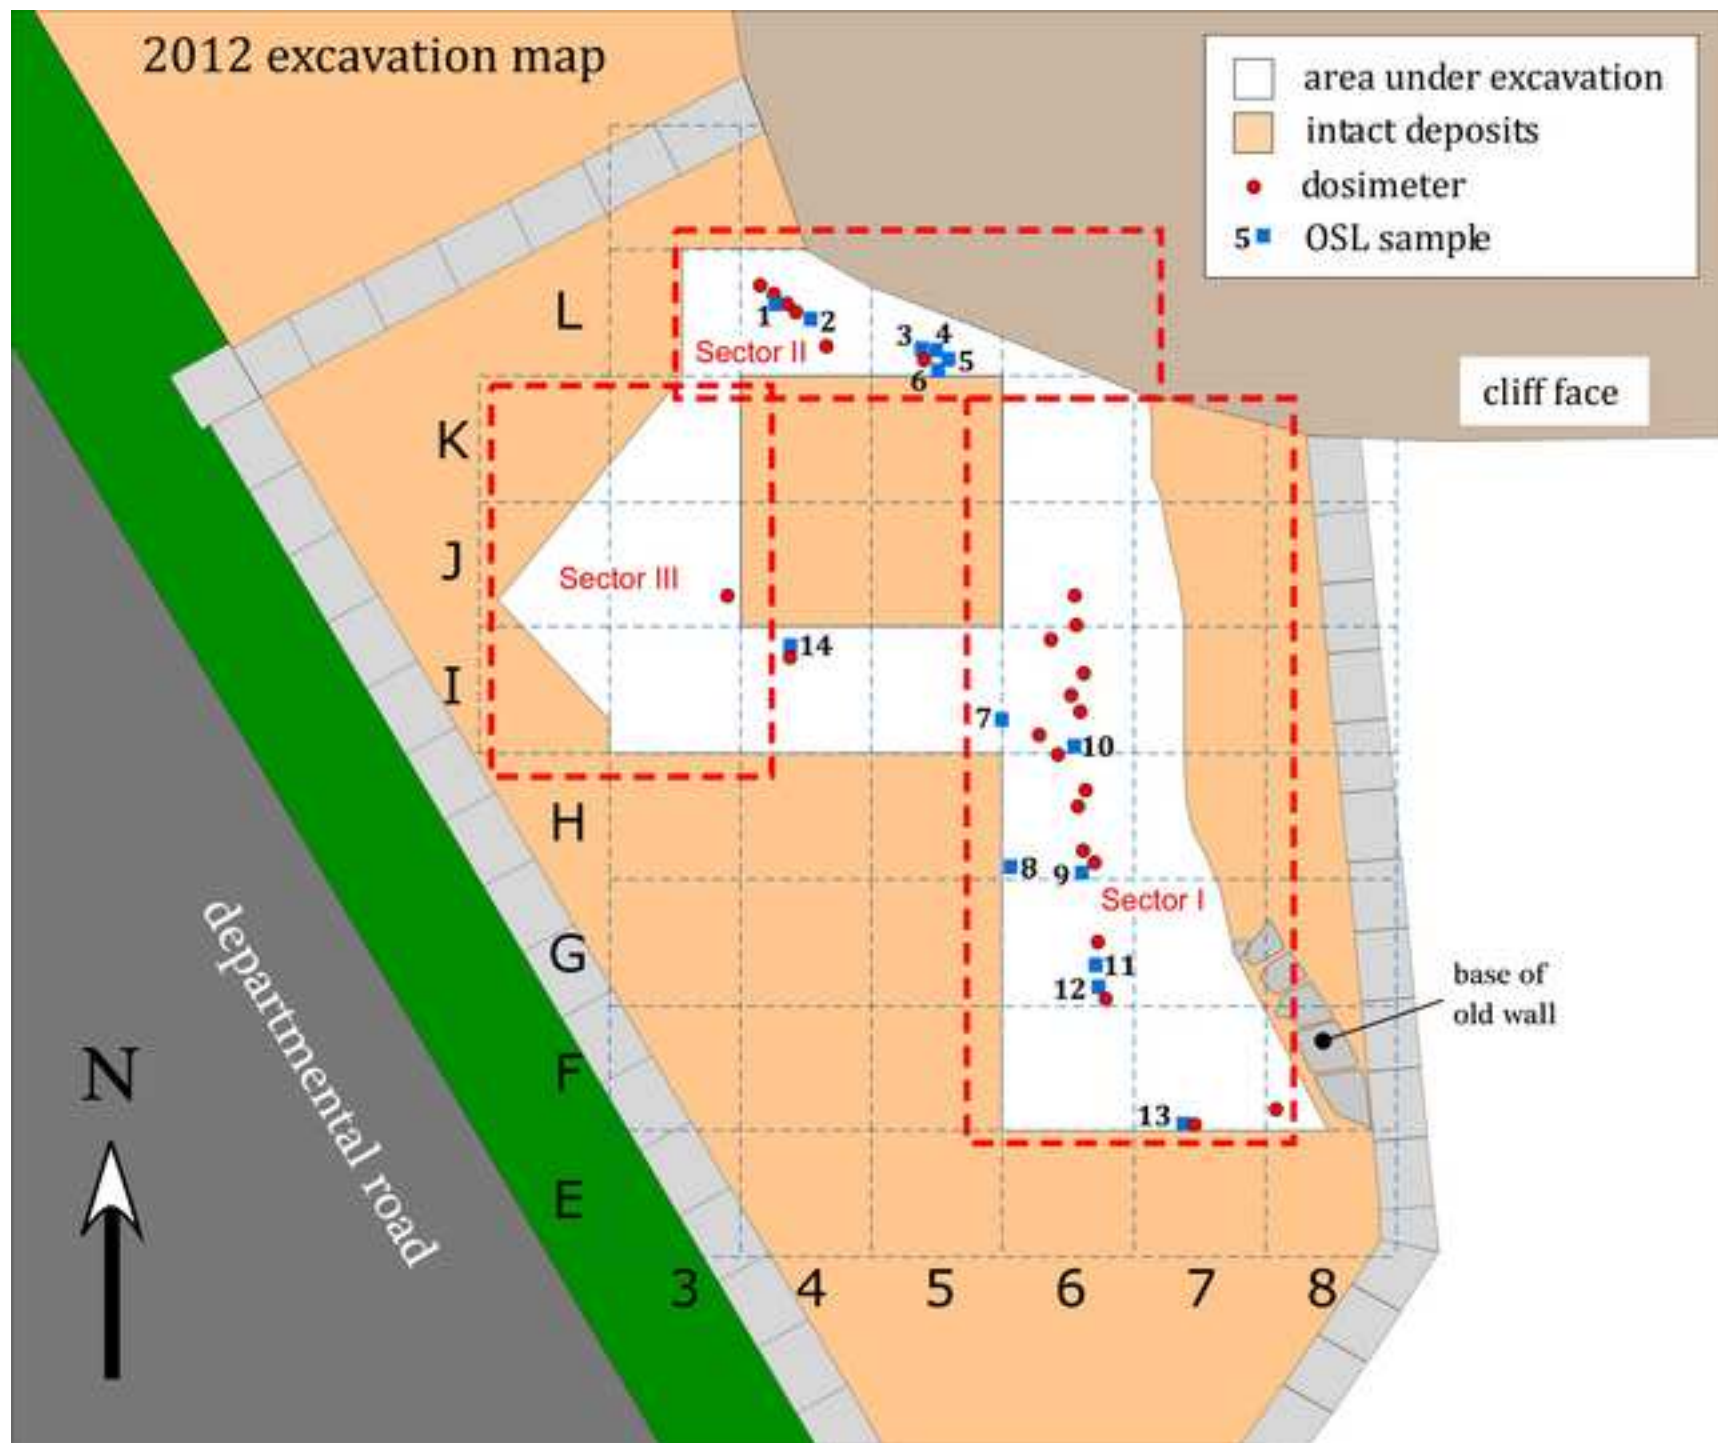 2012 excavation map
area under excavation
intact deposits
dosimeter
5 OSL sample
L
1
2
3
4
5
6
Sector II
cliff face
K
J
Sector III
14
I
7
10
H
8
9
Sector I
G
11
12
base of
old wall
F
13
E
departmental road
N
3 4 5 6 7 8